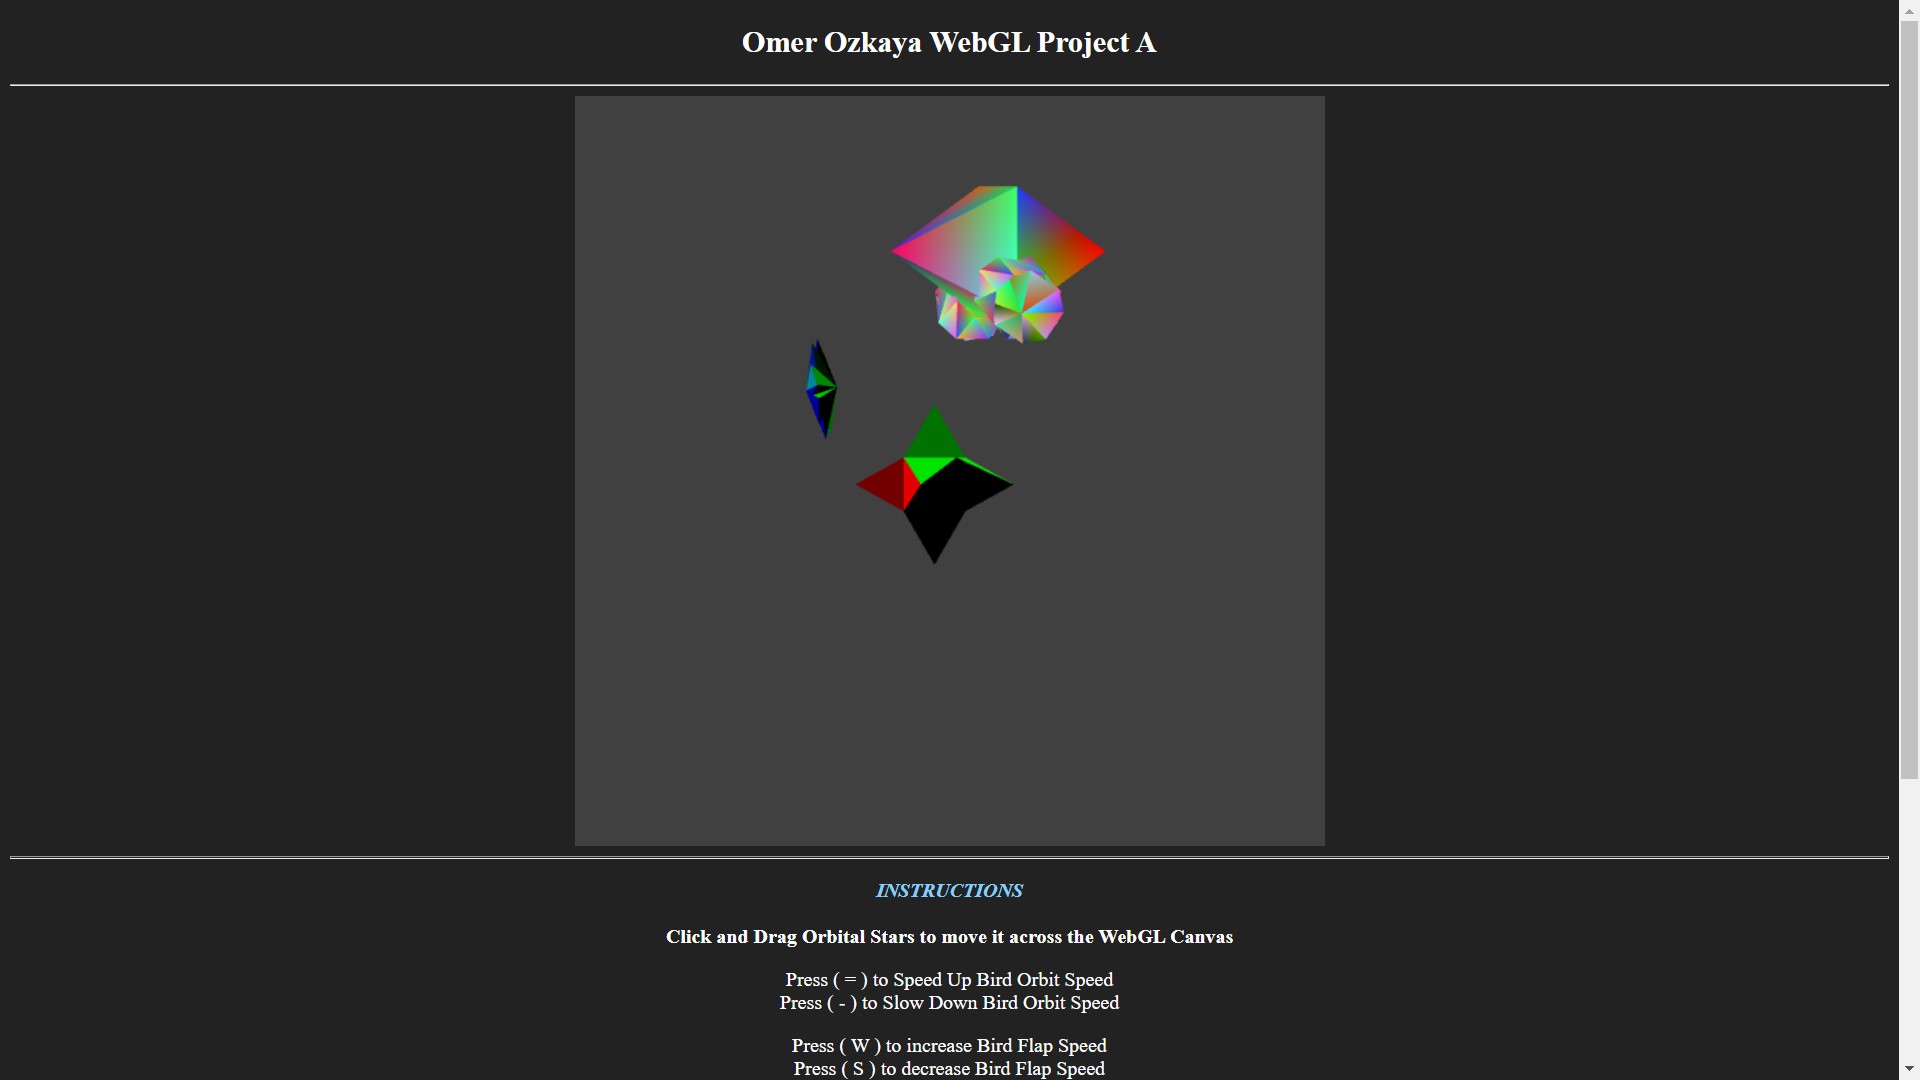 Omer Ozkaya WebGL Project A
INSTRUCTIONS
Click and Drag Orbital Stars to move it across the WebGL Canvas
Press ( = ) to Speed Up Bird Orbit Speed
Press ( - ) to Slow Down Bird Orbit Speed
Press ( W ) to increase Bird Flap Speed
Press ( S ) to decrease Bird Flap Speed